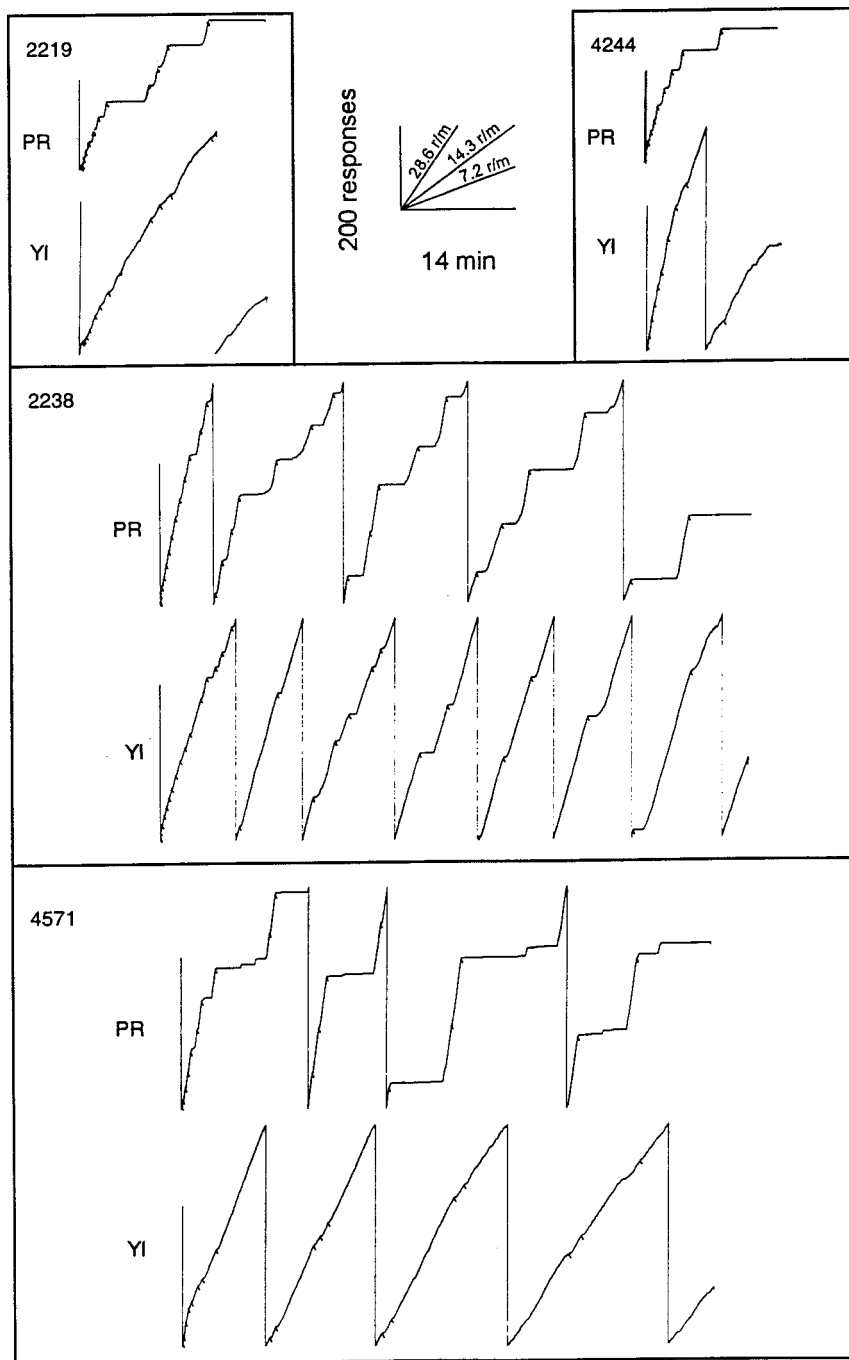 2219
PR
YI
200 responses
28.6 r/m
14.3 r/m
7.2 r/m
14 min
4244
PR
YI
2238
PR
YI
4571
PR
YI